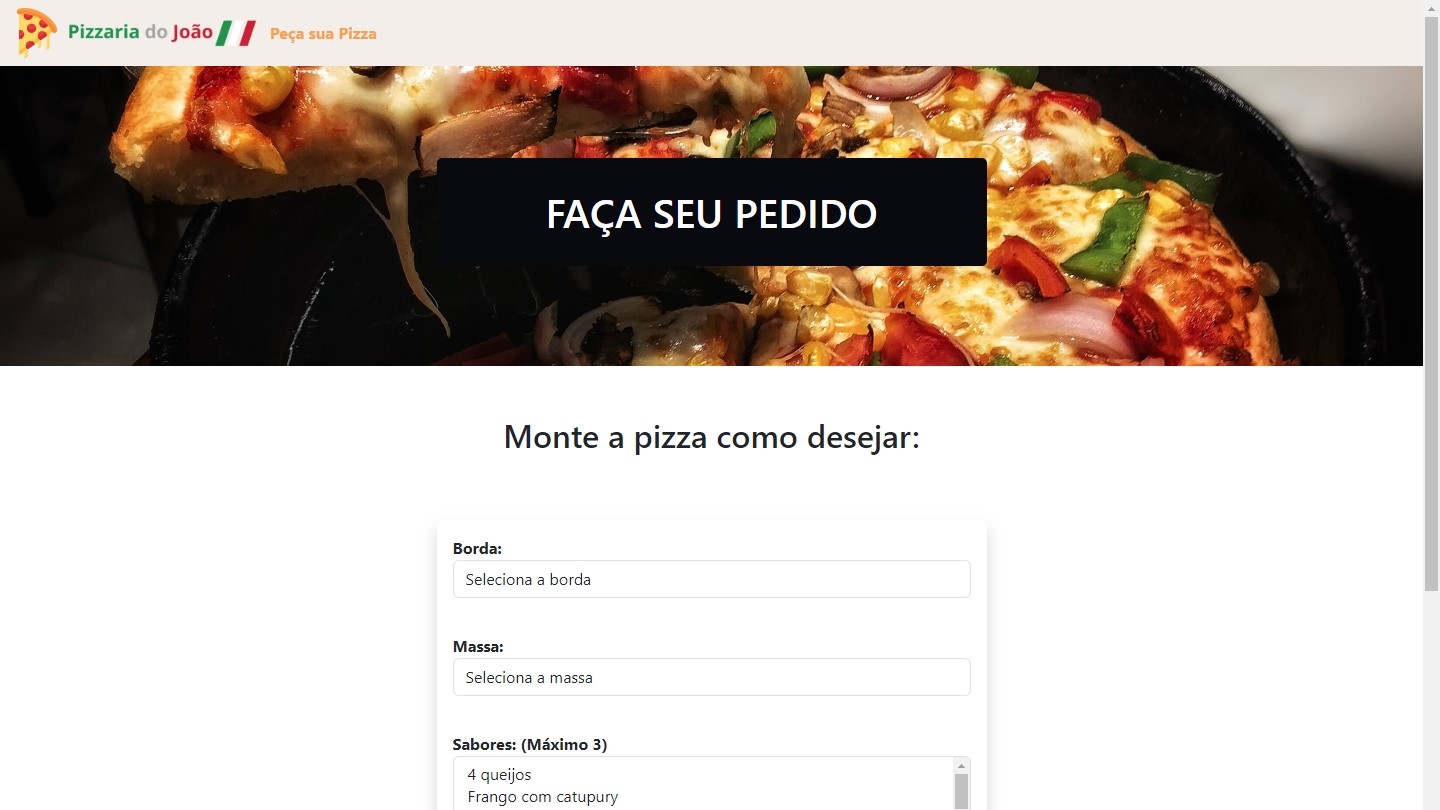 Pizzaria do João Peça sua Pizza
FAÇA SEU PEDIDO
Monte a pizza como desejar:
Borda:
Seleciona a borda
Massa:
Seleciona a massa
Sabores: (Máximo 3)
4 queijos
Frango com catupury